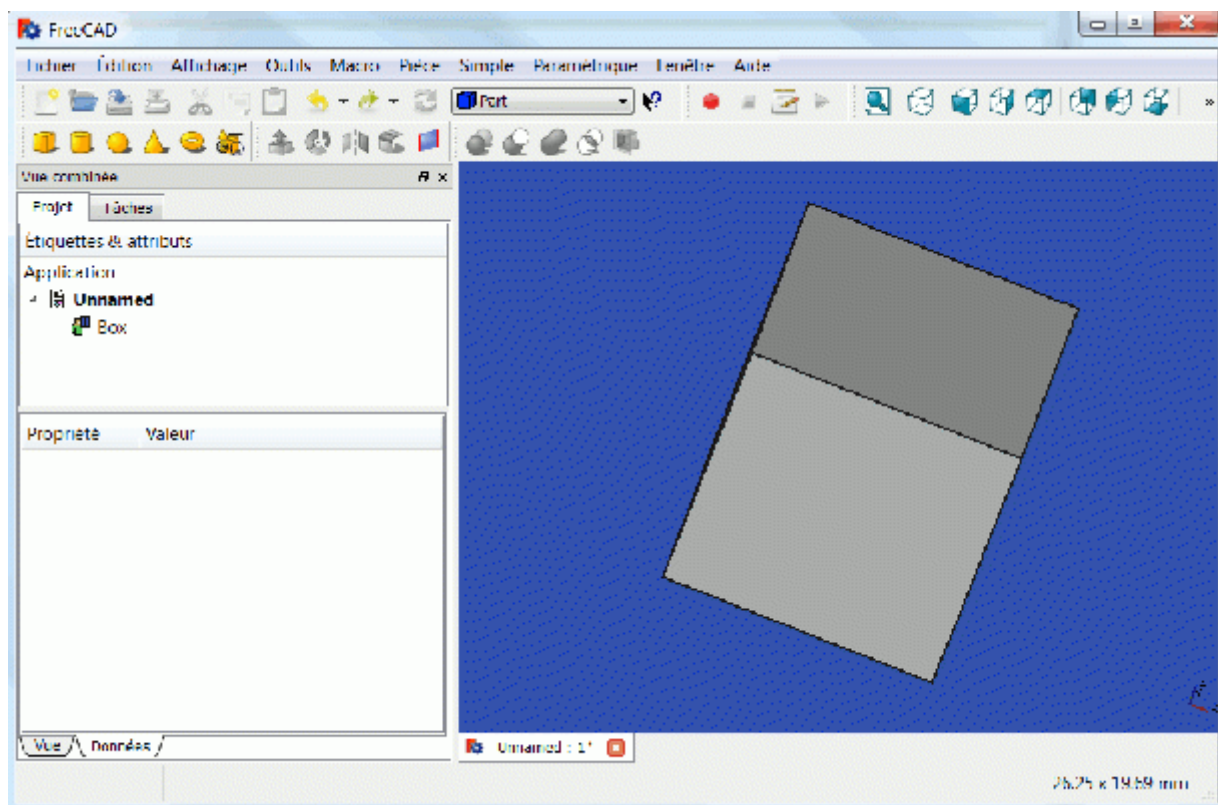 FreeCAD
Fichier Édition Affichage Outils Macro Pièce Simple Paramétrique Fenêtre Aide
Part
»
Vue combinée
Projet Tâches
Étiquettes & attributs
Application
Unnamed
Box
Propriété Valeur
Vue Données
Unnamed : 1*
26.25 x 19.69 mm